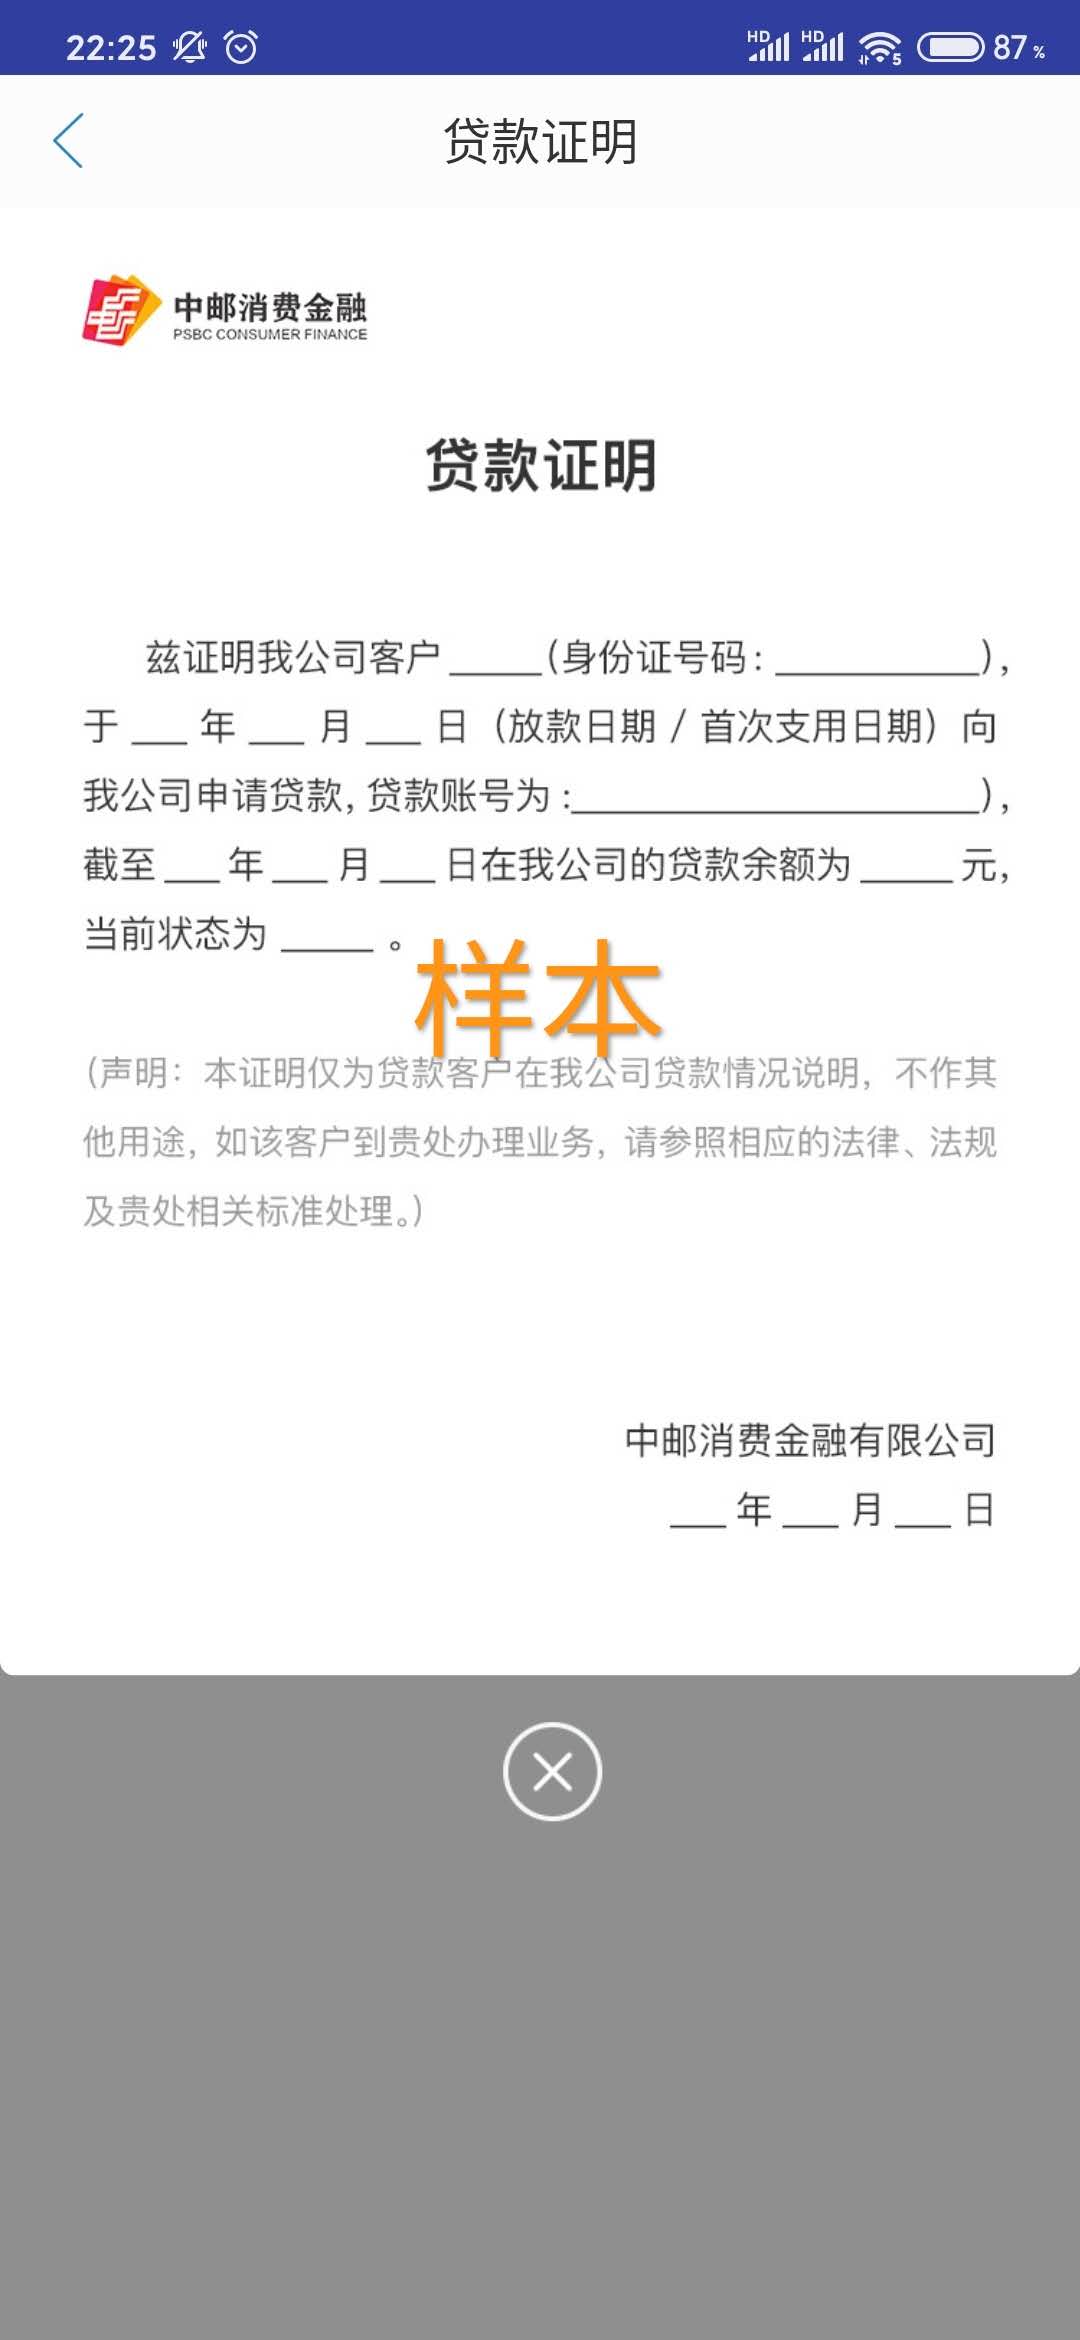 22:25 HD HD 5 87 %
贷款证明
中邮消费金融
PSBC CONSUMER FINANCE
贷款证明
兹证明我公司客户_____(身份证号码：___________)，
于 ___ 年 ___ 月 ___ 日（放款日期 / 首次支用日期）向
我公司申请贷款，贷款账号为 :______________________)，
截至 ___ 年 ___ 月 ___ 日在我公司的贷款余额为 _____ 元，
当前状态为 _____ 。
样本
(声明：本证明仅为贷款客户在我公司贷款情况说明，不作其
他用途，如该客户到贵处办理业务，请参照相应的法律、法规
及贵处相关标准处理。)
中邮消费金融有限公司
___ 年 ___ 月 ___ 日